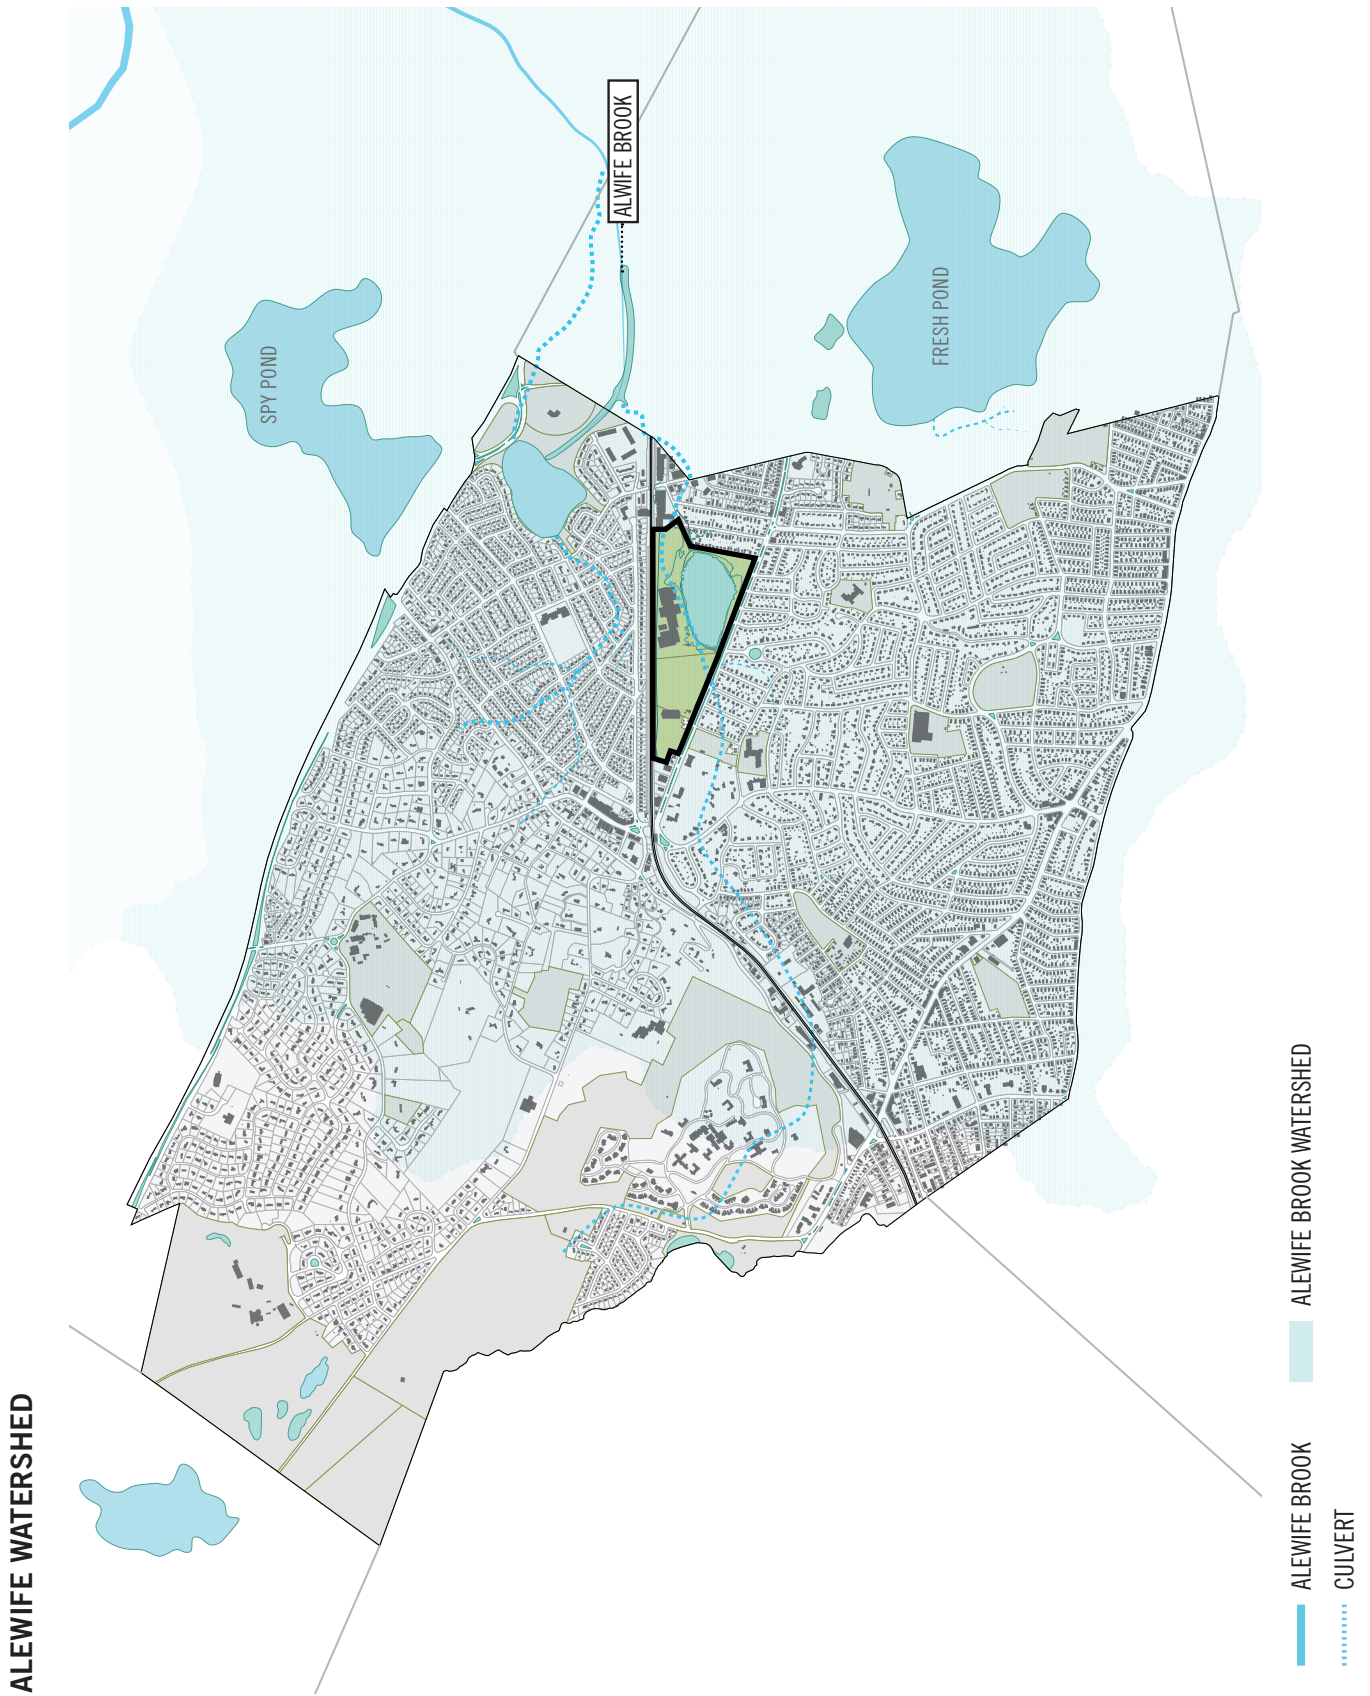 ALEWIFE WATERSHED
SPY POND
ALWIFE BROOK
FRESH POND
ALEWIFE BROOK
ALEWIFE BROOK WATERSHED
CULVERT